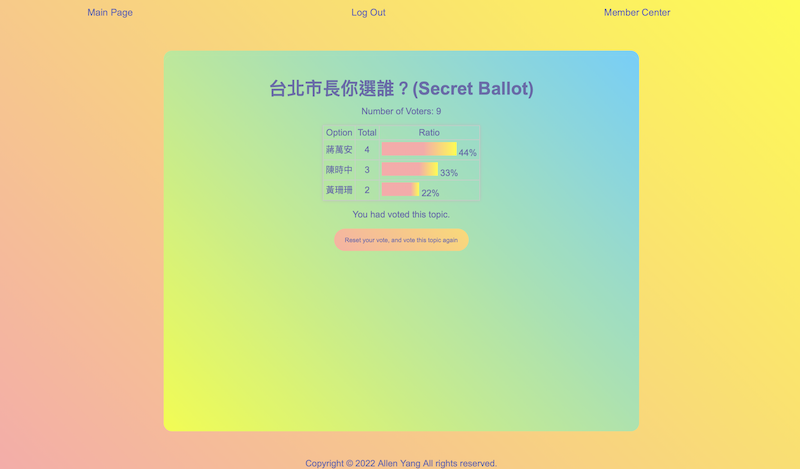 Main Page Log Out Member Center
台北市長你選誰？(Secret Ballot)
Number of Voters: 9
Option Total Ratio
蔣萬安 4 44%
陳時中 3 33%
黃珊珊 2 22%
You had voted this topic.
Reset your vote, and vote this topic again
Copyright © 2022 Allen Yang All rights reserved.